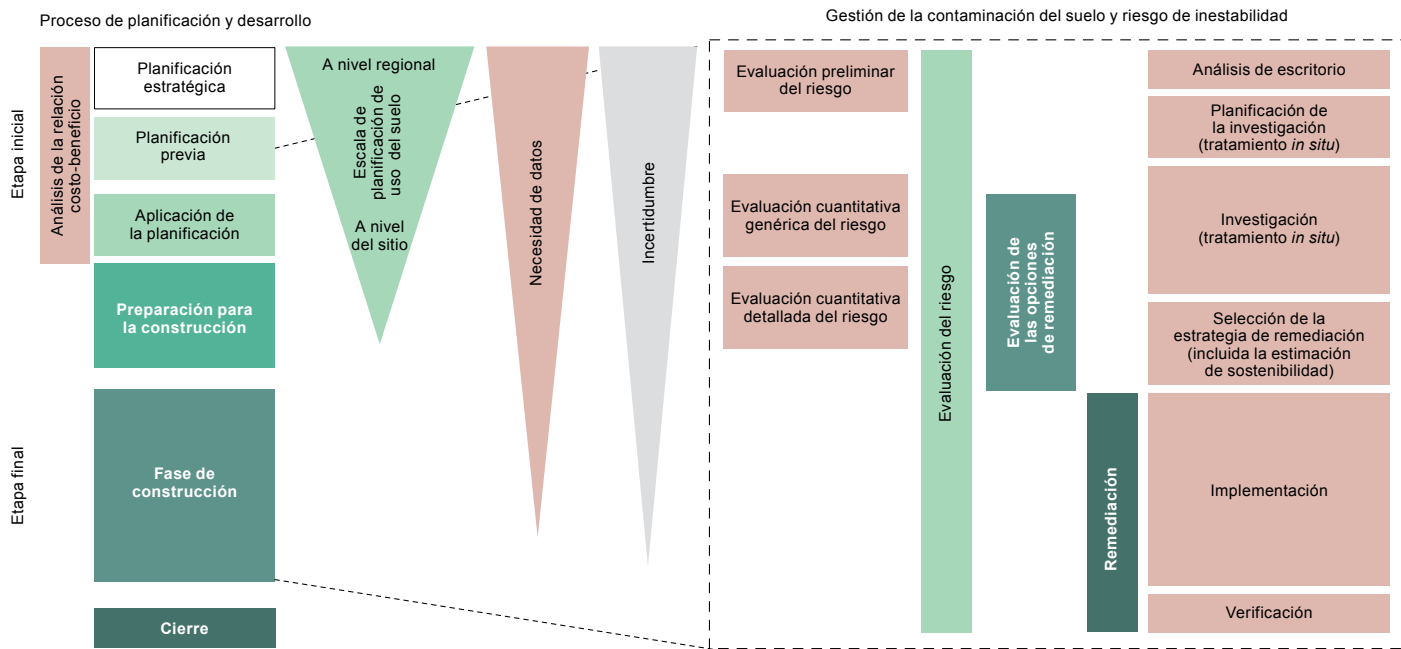 Proceso de planificación y desarrollo
Etapa inicial
Etapa final
Análisis de la relación
costo-beneficio
Planificación
estratégica
Planificación
previa
Aplicación de
la planificación
Preparación para
la construcción
Fase de
construcción
Cierre
A nivel regional
Escala de
planificación de
uso del suelo
A nivel
del sitio
Necesidad de datos
Incertidumbre
Gestión de la contaminación del suelo y riesgo de inestabilidad
Evaluación preliminar
del riesgo
Evaluación cuantitativa
genérica del riesgo
Evaluación cuantitativa
detallada del riesgo
Evaluación del riesgo
Evaluación de
las opciones
de remediación
Remediación
Análisis de escritorio
Planificación de
la investigación
(tratamiento in situ)
Investigación
(tratamiento in situ)
Selección de la
estrategia de remediación
(incluida la estimación
de sostenibilidad)
Implementación
Verificación